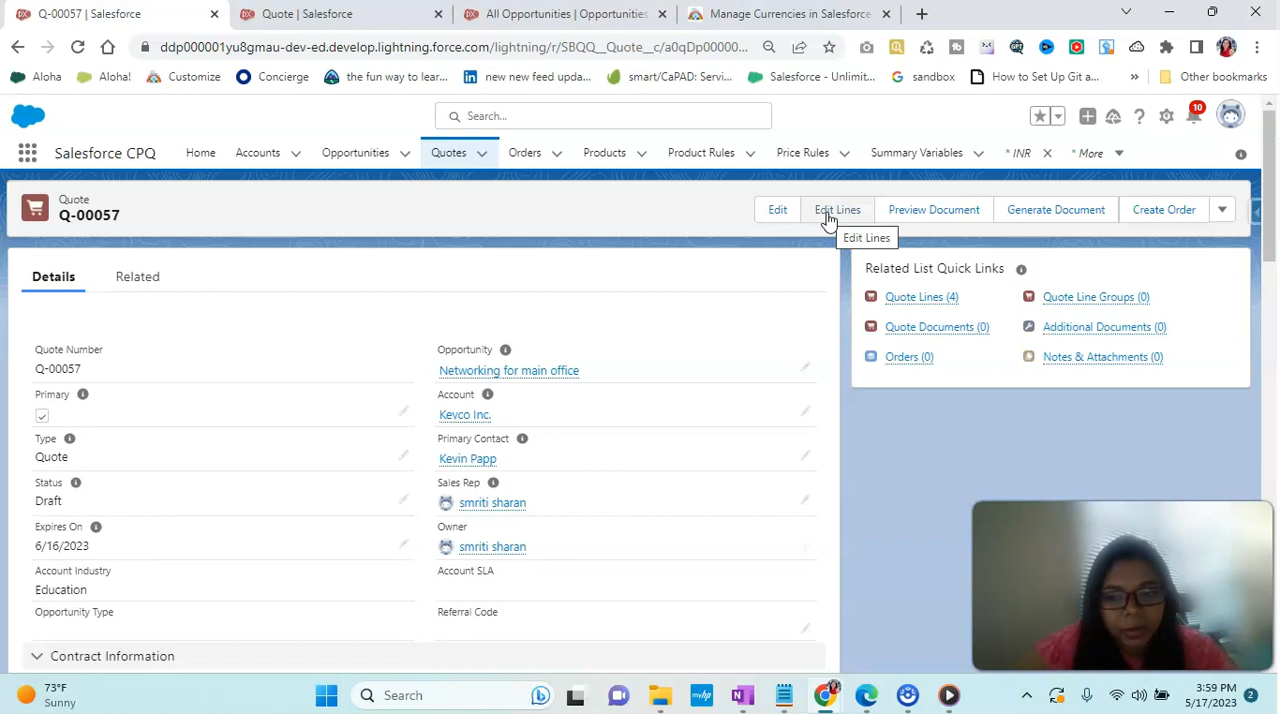 Q-00057 | Salesforce
Quote | Salesforce
All Opportunities | Opportunities
Manage Currencies in Salesforce
ddp000001yu8gmau-dev-ed.develop.lightning.force.com/lightning/r/SBQQ__Quote__c/a0qDp00000...
Aloha
Aloha!
Customize
Concierge
the fun way to lear...
new new feed upda...
smart/CaPAD: Seryi...
Salesforce - Unlimit...
sandbox
How to Set Up Git a...
»
Other bookmarks
Search...
10
Salesforce CPQ
Home
Accounts
Opportunities
Quotes
Orders
Products
Product Rules
Price Rules
Summary Variables
* INR
* More
Quote
Q-00057
Edit
Edit Lines
Preview Document
Generate Document
Create Order
Edit Lines
Details
Related
Related List Quick Links
Quote Lines (4)
Quote Line Groups (0)
Quote Documents (0)
Additional Documents (0)
Orders (0)
Notes & Attachments (0)
Quote Number
Q-00057
Opportunity
Networking for main office
Primary
Account
Kevco Inc.
Type
Quote
Primary Contact
Kevin Papp
Status
Draft
Sales Rep
smriti sharan
Expires On
6/16/2023
Owner
smriti sharan
Account Industry
Education
Account SLA
Opportunity Type
Referral Code
Contract Information
73°F
Sunny
Search
3:59 PM
5/17/2023
2